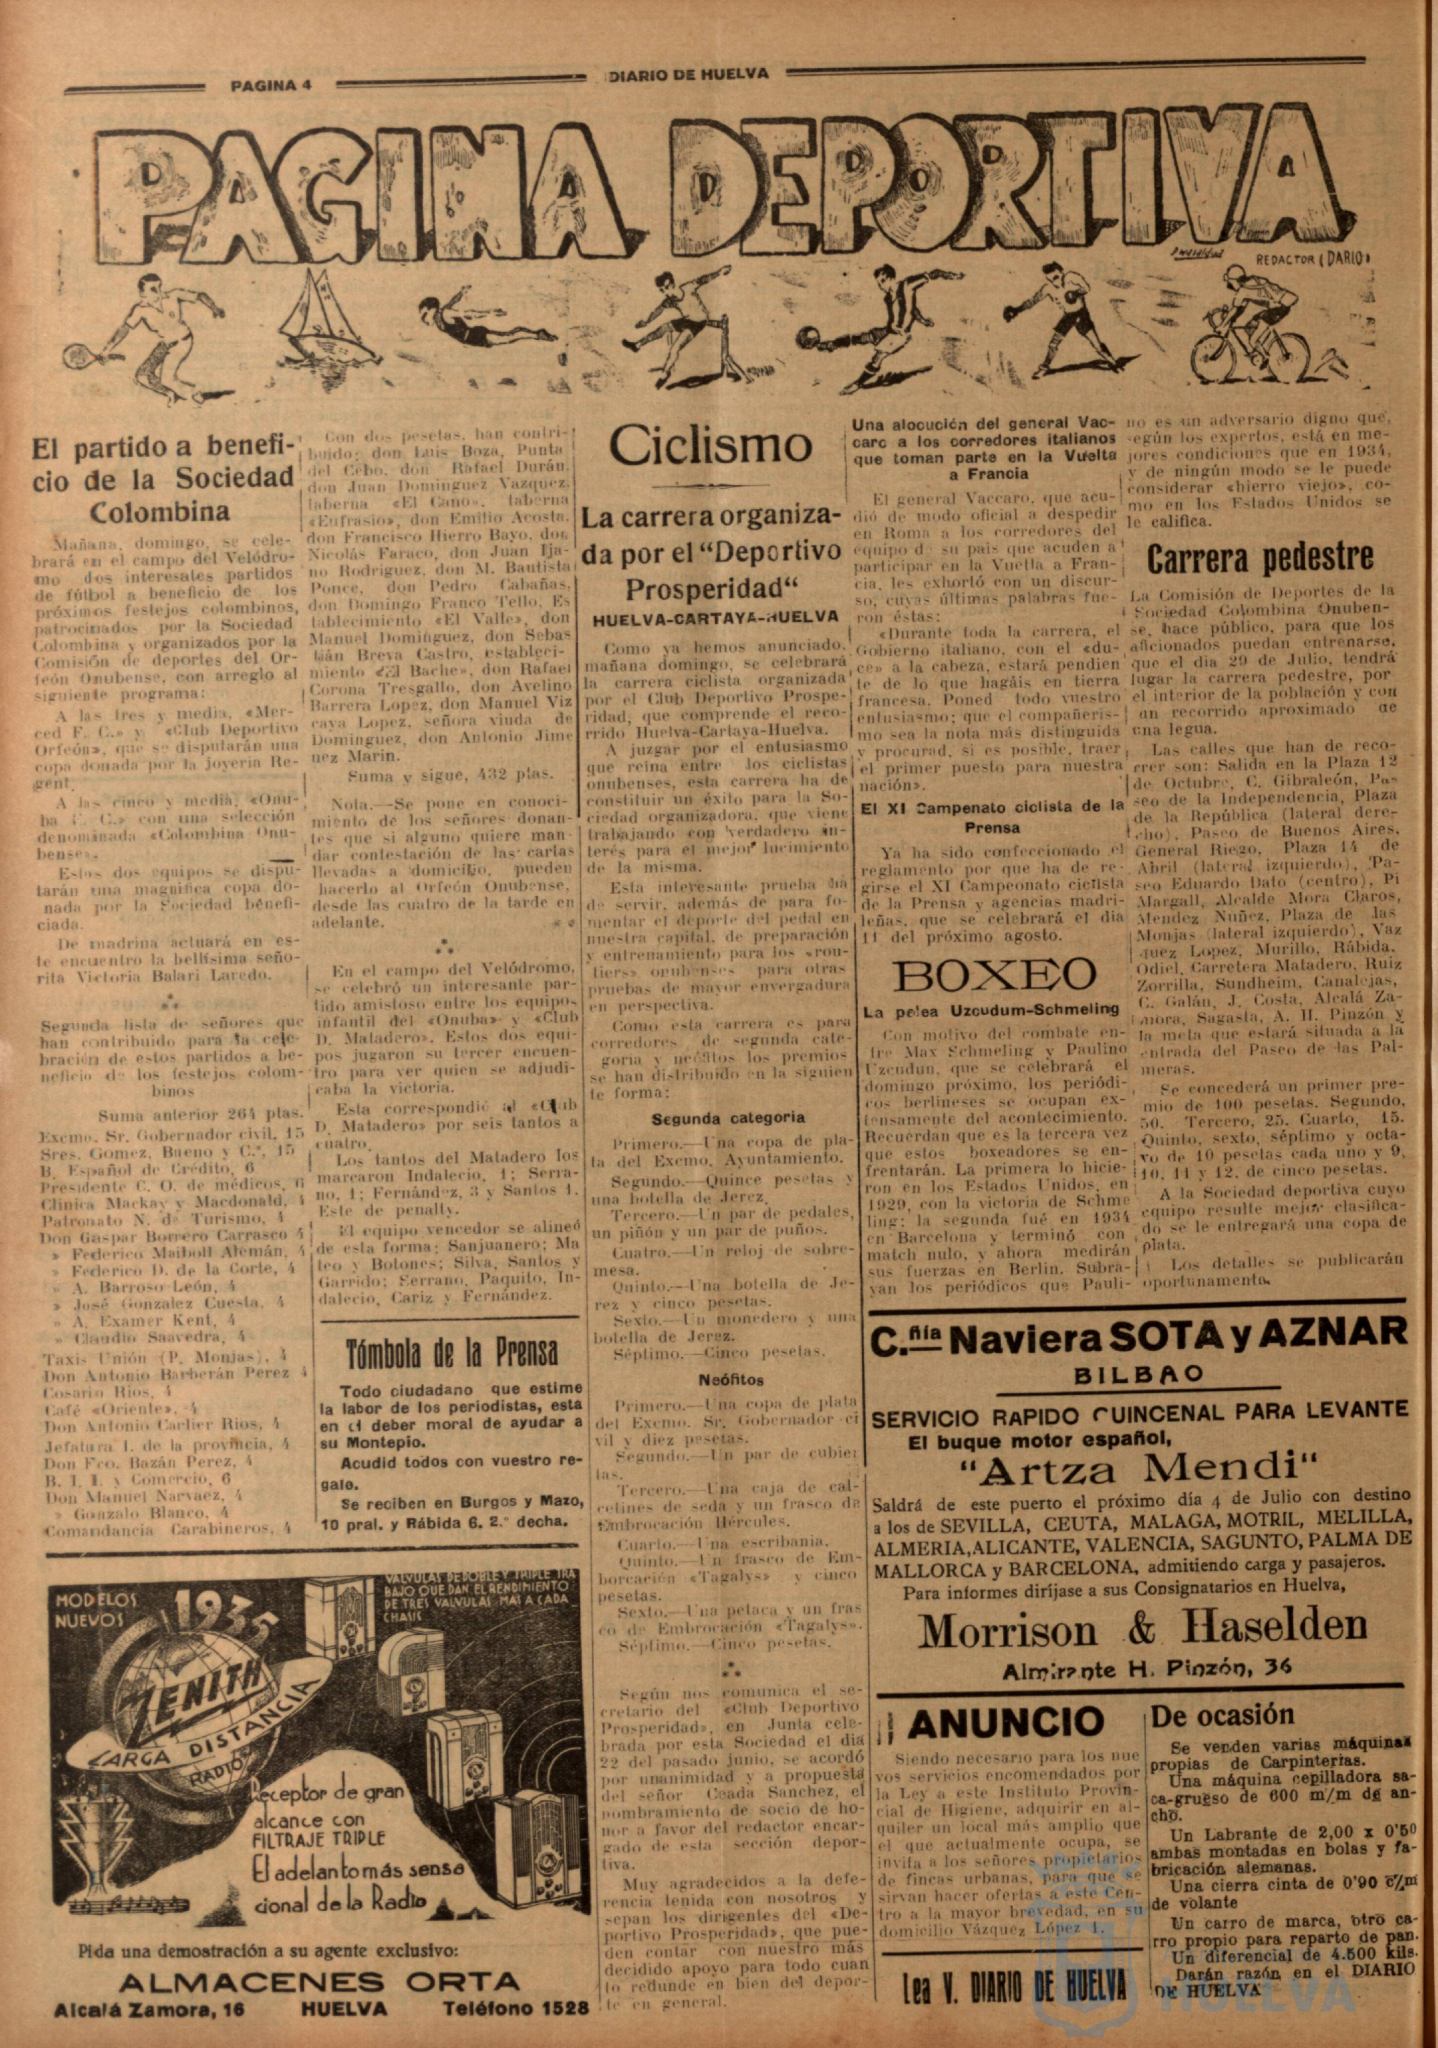 PAGINA 4
DIARIO DE HUELVA
PAGINA DEPORTIVA
REDACTOR (DARIO)
El partido a benefi-
cio de la Sociedad
Colombina
Mañana, domingo, se cele-
brará en el campo del Velódro-
mo dos interesates partidos
de fútbol a beneficio de los
próximos festejos colombinos,
patrocinados por la Sociedad
Colombina y organizados por la
Comisión de deportes del Or-
feón Onubense, con arreglo al
siguiente programa:
A las tres y media, «Mer-
ced F. C.» y «Club Deportivo
Orfeón», que se disputarán una
copa donada por la joyería Re-
gent.
A las cinco y media, «Onu-
ba F. C.» con una selección
denominada «Colombina Onu-
bense».
Estos dos equipos se dispu-
tarán una magnífica copa do-
nada por la Sociedad benefi-
ciada.
De madrina actuará en es-
te encuentro la bellísima seño-
rita Victoria Balari Laredo.
Segunda lista de señores que
han contribuido para la cele-
bración de estos partidos a be-
neficio de los festejos colom-
binos
Suma anterior 264 ptas.
Excmo. Sr. Gobernador civil, 15
Sres. Gomez, Bueno y C.ª, 15
B. Español de Crédito, 6
Presidente C. O. de médicos, 6
Clinica Mackay y Macdonald, 4
Patronato N. de Turismo, 4
Don Gaspar Borrero Carrasco 4
» Federico Maiboll Alemán, 4
» Federico D. de la Corte, 4
» A. Barroso León, 4
» José Gonzalez Cuesta, 4
» A. Examer Kent, 4
» Claudio Saavedra, 4
Taxis Unión (P. Monjas), 4
Don Antonio Barberán Perez 4
Cosario Rios, 4
Café «Oriente», 4
Don Antonio Carlier Rios, 4
Jefatura I. de la provincia, 4
Don Fco. Bazán Perez, 4
B. I. I. y Comercio, 6
Don Manuel Narvaez, 4
» Gonzalo Blanco, 4
Comandancia Carabineros, 4
Con dos pesetas, han contri-
buido: don Luis Boza, Punta
del Cebo, don Rafael Durán,
don Juan Dominguez Vazquez,
taberna «El Cano», taberna
«Eufrasio», don Emilio Acosta,
don Francisco Hierro Bayo, don
Nicolás Faraco, don Juan Ija-
no Rodriguez, don M. Bautista
Ponce, don Pedro Cabañas,
don Domingo Franco Tello, Es
tablecimiento «El Valle», don
Manuel Domínguez, don Sebas
tián Breva Castro, estableci-
miento «El Bache», don Rafael
Corona Tresgallo, don Avelino
Barrera Lopez, don Manuel Viz
caya Lopez, señora viuda de
Dominguez, don Antonio Jime
nez Marin.
Suma y sigue, 432 ptas.
Nota.—Se pone en conoci-
miento de los señores donan-
tes que si alguno quiere man-
dar contestación de las cartas
llevadas a domicilio, pueden
hacerlo al Orfeón Onubense,
desde las cuatro de la tarde en
adelante.
En el campo del Velódromo,
se celebró un interesante par-
tido amistoso entre los equipos
infantil del «Onuba» y «Club
D. Matadero». Estos dos equi-
pos jugaron su tercer encuen-
tro para ver quien se adjudi-
caba la victoria.
Esta correspondió al «Club
D. Matadero» por seis tantos a
cuatro.
Los tantos del Matadero los
marcaron Indalecio, 1; Serra-
no, 1; Fernández, 3 y Santos 1.
Este de penalty.
El equipo vencedor se alineó
de esta forma: Sanjuanero; Ma
teo y Botones; Silva, Santos y
Garrido; Serrano, Paquito, In-
dalecio, Cariz y Fernández.
Tómbola de la Prensa
Todo ciudadano que estime
la labor de los periodistas, está
en el deber moral de ayudar a
su Montepio.
Acudid todos con vuestro re-
galo.
Se reciben en Burgos y Mazo,
10 pral. y Rábida 6. 2.º decha.
MODELOS
NUEVOS
1935
VALVULAS DE DOBLE Y TRIPLE TRA
BAJO QUE DAN EL RENDIMIENTO
DE TRES VALVULAS MAS A CADA
CHASIS
ZENITH
LARGA DISTANCIA
RADIO
Receptor de gran
alcance con
FILTRAJE TRIPLE
El adelanto más sensa
cional de la Radio
Pida una demostración a su agente exclusivo:
ALMACENES ORTA
Alcalá Zamora, 16 HUELVA Teléfono 1528
Ciclismo
La carrera organiza-
da por el "Deportivo
Prosperidad"
HUELVA-CARTAYA-HUELVA
Como ya hemos anunciado,
mañana domingo, se celebrará
la carrera ciclista organizada
por el Club Deportivo Prospe-
ridad, que comprende el reco-
rrido Huelva-Cartaya-Huelva.
A juzgar por el entusiasmo
que reina entre los ciclistas
onubenses, esta carrera ha de
constituir un éxito para la So-
ciedad organizadora, que viene
trabajando con verdadero in-
terés para el mejor lucimiento
de la misma.
Esta interesante prueba ha
de servir, además de para fo-
mentar el deporte del pedal en
nuestra capital, de preparación
y entrenamiento para los «rou-
tiers» onubenses para otras
pruebas de mayor envergadura
en perspectiva.
Como esta carrera es para
corredores de segunda cate-
goria y neófitos los premios
se han distribuido en la siguien
te forma:
Segunda categoria
Primero.—Una copa de pla-
ta del Excmo. Ayuntamiento.
Segundo.—Quince pesetas y
una botella de Jerez.
Tercero.—Un par de pedales,
un piñón y un par de puños.
Cuatro.—Un reloj de sobre-
mesa.
Quinto.—Una botella de Je-
rez y cinco pesetas.
Sexto.—Un monedero y una
botella de Jerez.
Séptimo.—Cinco pesetas.
Neófitos
Primero.—Una copa de plata
del Excmo. Sr. Gobernador ci
vil y diez pesetas.
Segundo.—Un par de cubier
tas.
Tercero.—Una caja de cal-
cetines de seda y un frasco de
Embrocación Hércules.
Cuarto.—Una escribania.
Quinto.—Un frasco de Em-
borcación «Tagalys» y cinco
pesetas.
Sexto.—Una petaca y un fras
co de Embrocación «Tagalys».
Séptimo.—Cinco pesetas.
Según nos comunica el se-
cretario del «Club Deportivo
Prosperidad», en Junta cele-
brada por esta Sociedad el dia
22 del pasado junio, se acordó
por unanimidad y a propuesta
del señor Ceada Sanchez, el
nombramiento de socio de ho-
nor a favor del redactor encar-
gado de esta sección depor-
tiva.
Muy agradecidos a la defe-
rencia tenida con nosotros y
sepan los dirigentes del «De-
portivo Prosperidad», que pue-
den contar con nuestro más
decidido apoyo para todo cuan
to redunde en bien del depor-
te en general.
Una alocución del general Vac-
caro a los corredores italianos
que toman parte en la Vuelta
a Francia
El general Vaccaro, que acu-
dió de modo oficial a despedir
en Roma a los corredores del
equipo d su pais que acuden a
participar en la Vuelta a Fran-
cia, les exhortó con un discur-
so, cuyas últimas palabras fue-
ron éstas:
«Durante toda la carrera, el
Gobierno italiano, con el «du-
ce» a la cabeza, estará pendien
te de lo que hagáis en tierra
francesa. Poned todo vuestro
entusiasmo; que el compañeris-
mo sea la nota más distinguida
y procurad, si es posible, traer
el primer puesto para nuestra
nación».
El XI Campenato ciclista de la
Prensa
Ya ha sido confeccionado el
reglamento por que ha de re-
girse el XI Campeonato ciclista
de la Prensa y agencias madri-
leñas, que se celebrará el dia
11 del próximo agosto.
BOXEO
La pelea Uzcudum-Schmeling
Con motivo del combate en-
tre Max Schmeling y Paulino
Uzcudun, que se celebrará el
domingo próximo, los periódi-
cos berlineses se ocupan ex-
tensamente del acontecimiento.
Recuerdan que es la tercera vez
que estos boxeadores se en-
frentarán. La primera lo hicie-
ron en los Estados Unidos, en
1929, con la victoria de Schme
ling; la segunda fué en 1934
en Barcelona y terminó con
match nulo, y ahora medirán
sus fuerzas en Berlin. Subra-
yan los periódicos que Pauli-
no es un adversario digno que,
según los expertos, está en me-
jores condiciones que en 1934,
y de ningún modo se le puede
considerar «hierro viejo», co-
mo en los Estados Unidos se
le califica.
Carrera pedestre
La Comisión de Deportes de la
Sociedad Colombina Onuben-
se, hace público, para que los
aficionados puedan entrenarse,
que el dia 29 de Julio, tendrá
lugar la carrera pedestre, por
el interior de la población y con
un recorrido aproximado de
una legua.
Las calles que han de reco-
rrer son: Salida en la Plaza 12
de Octubre, C. Gibraleón, Pa-
seo de la Independencia, Plaza
de la República (lateral dere-
cho), Paseo de Buenos Aires,
General Riego, Plaza 14 de
Abril (lateral izquierdo), Pa-
seo Eduardo Dato (centro), Pi
Margall, Alcalde Mora Claros,
Mendez Núñez, Plaza de las
Monjas (lateral izquierdo), Vaz
quez Lopez, Murillo, Rábida,
Odiel, Carretera Matadero, Ruiz
Zorrilla, Sundheim, Canalejas,
C. Galán, J. Costa, Alcalá Za-
mora, Sagasta, A. H. Pinzón y
la meta que estará situada a la
entrada del Paseo de las Pal-
meras.
Se concederá un primer pre-
mio de 100 pesetas. Segundo,
50. Tercero, 25. Cuarto, 15.
Quinto, sexto, séptimo y octa-
vo de 10 pesetas cada uno y 9,
10, 11 y 12, de cinco pesetas.
A la Sociedad deportiva cuyo
equipo resulte mejor clasifica-
do se le entregará una copa de
plata.
Los detalles se publicarán
oportunamente.
C.ñía Naviera SOTA y AZNAR
BILBAO
SERVICIO RAPIDO QUINCENAL PARA LEVANTE
El buque motor español,
"Artza Mendi"
Saldrá de este puerto el próximo día 4 de Julio con destino
a los de SEVILLA, CEUTA, MALAGA, MOTRIL, MELILLA,
ALMERIA, ALICANTE, VALENCIA, SAGUNTO, PALMA DE
MALLORCA y BARCELONA, admitiendo carga y pasajeros.
Para informes diríjase a sus Consignatarios en Huelva,
Morrison & Haselden
Almirante H. Pinzón, 36
ANUNCIO
Siendo necesario para los nue
vos servicios encomendados por
la Ley a este Instituto Provin-
cial de Higiene, adquirir en al-
quiler un local más amplio que
el que actualmente ocupa, se
invita a los señores propietarios
de fincas urbanas, para que se
sirvan hacer ofertas a este Cen-
tro a la mayor brevedad, en su
domicilio Vázquez López 1.
Lea V. DIARIO DE HUELVA
De ocasión
Se venden varias máquinas
propias de Carpinterías.
Una máquina cepilladora sa-
ca-grueso de 600 m/m de an-
cho.
Un Labrante de 2,00 x 0'50
ambas montadas en bolas y fa-
bricación alemanas.
Una cierra cinta de 0'90 c/m
de volante
Un carro de marca, otro ca-
rro propio para reparto de pan.
Un diferencial de 4.500 kils.
Darán razón en el DIARIO
DE HUELVA
HUELVA